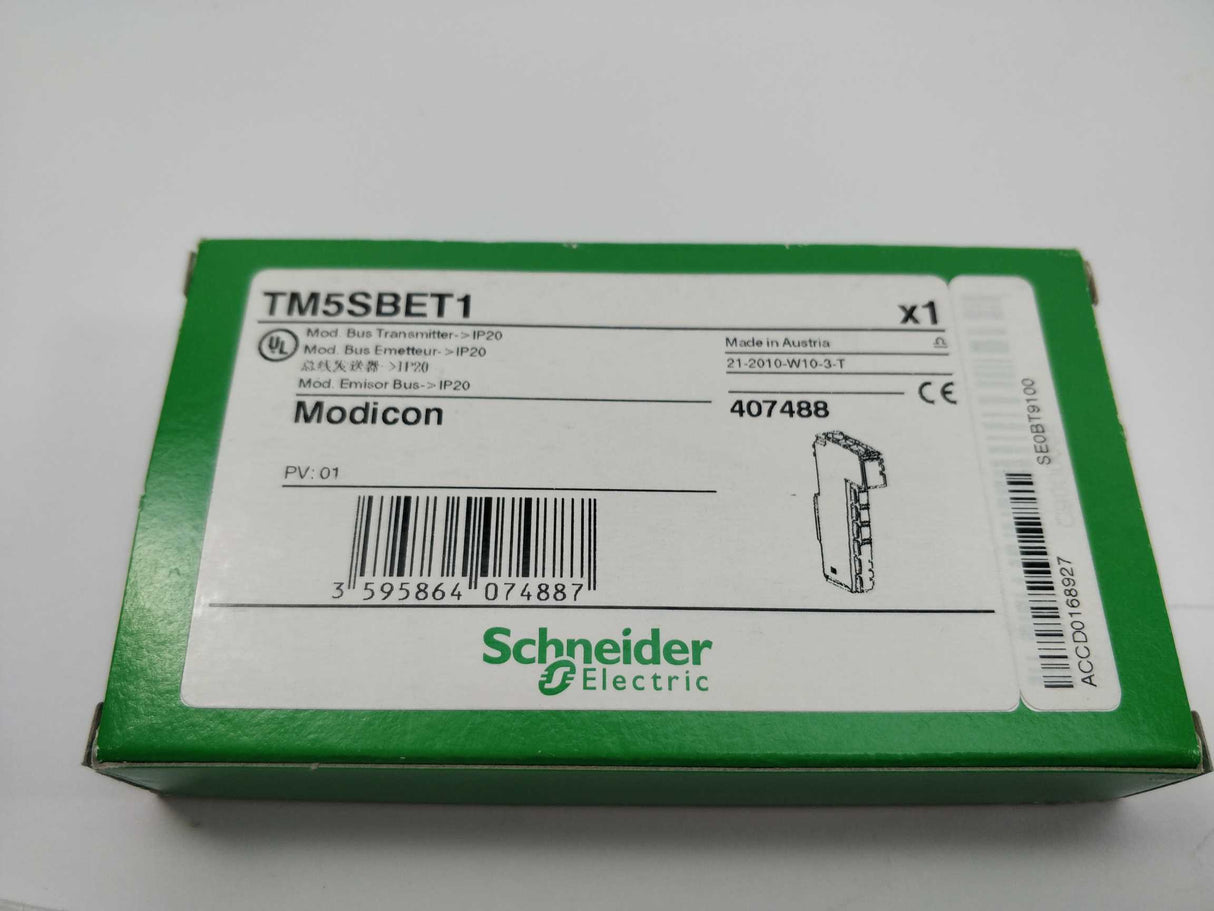 TM5SBET1
x1
UL
Mod. Bus Transmitter->IP20
Mod. Bus Emetteur->IP20
总线发送器->IP20
Mod. Emisor Bus->IP20
Made in Austria
21-2010-W10-3-T
CE
Modicon
407488
PV: 01
3 595864 074887
Schneider
Electric
SE0BT9100
ACCD0168927